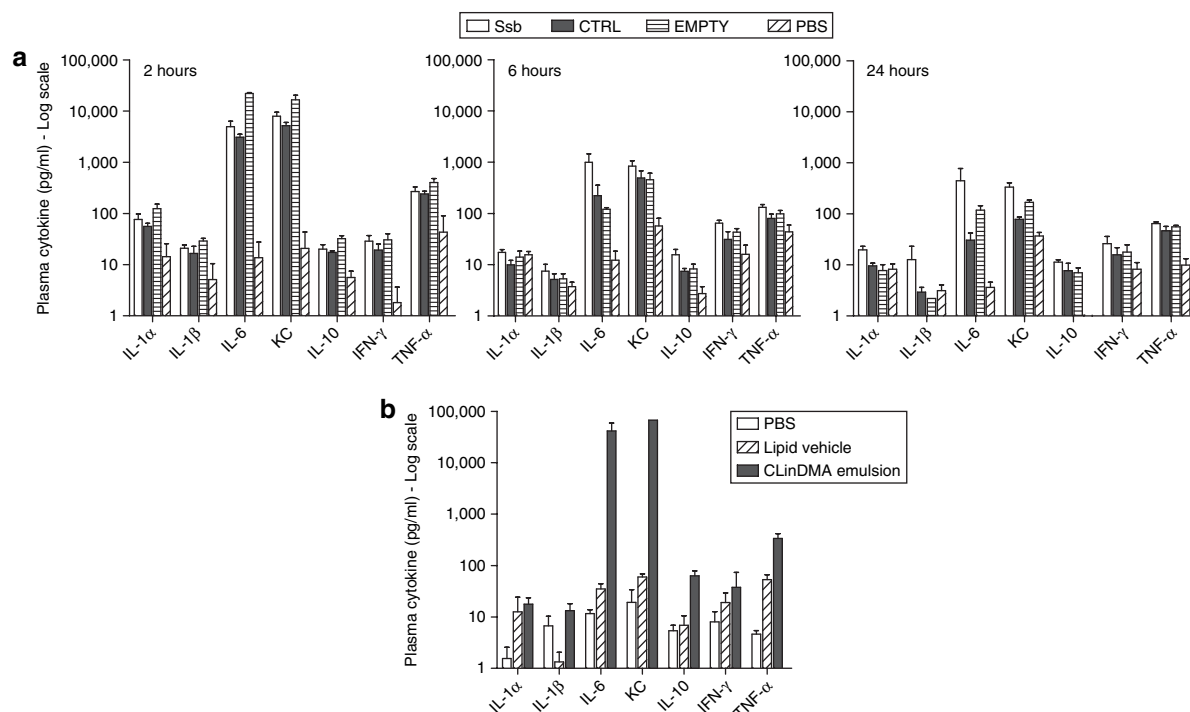 Ssb CTRL EMPTY PBS
a
Plasma cytokine (pg/ml) - Log scale
2 hours
100,000
10,000
1,000
100
10
1
IL-1α IL-1β IL-6 KC IL-10 IFN-γ TNF-α
6 hours
100,000
10,000
1,000
100
10
1
IL-1α IL-1β IL-6 KC IL-10 IFN-γ TNF-α
24 hours
100,000
10,000
1,000
100
10
1
IL-1α IL-1β IL-6 KC IL-10 IFN-γ TNF-α
b
Plasma cytokine (pg/ml) - Log scale
100,000
10,000
1,000
100
10
1
IL-1α IL-1β IL-6 KC IL-10 IFN-γ TNF-α
PBS
Lipid vehicle
CLinDMA emulsion